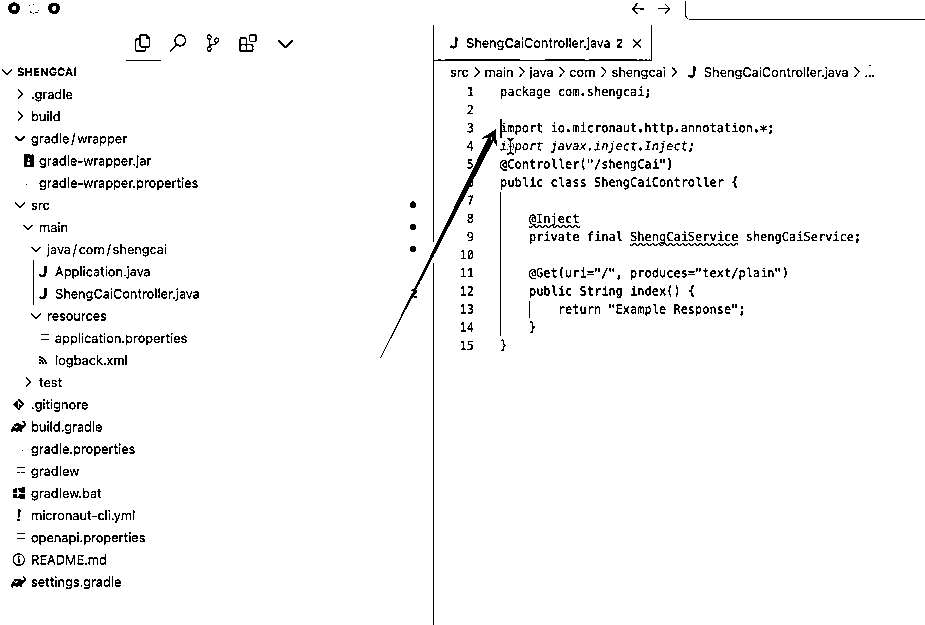 SHENGCAI
.gradle
build
gradle/wrapper
gradle-wrapper.jar
gradle-wrapper.properties
src
main
java/com/shengcai
Application.java
ShengCaiController.java
2
resources
application.properties
logback.xml
test
.gitignore
build.gradle
gradle.properties
gradlew
gradlew.bat
micronaut-cli.yml
openapi.properties
README.md
settings.gradle
J ShengCaiController.java 2 ×
src > main > java > com > shengcai > J ShengCaiController.java > ...
1 package com.shengcai;
2
3 import io.micronaut.http.annotation.*;
4 import javax.inject.Inject;
5 @Controller("/shengCai")
6 public class ShengCaiController {
7
8 @Inject
9 private final ShengCaiService shengCaiService;
10
11 @Get(uri="/", produces="text/plain")
12 public String index() {
13 return "Example Response";
14 }
15 }